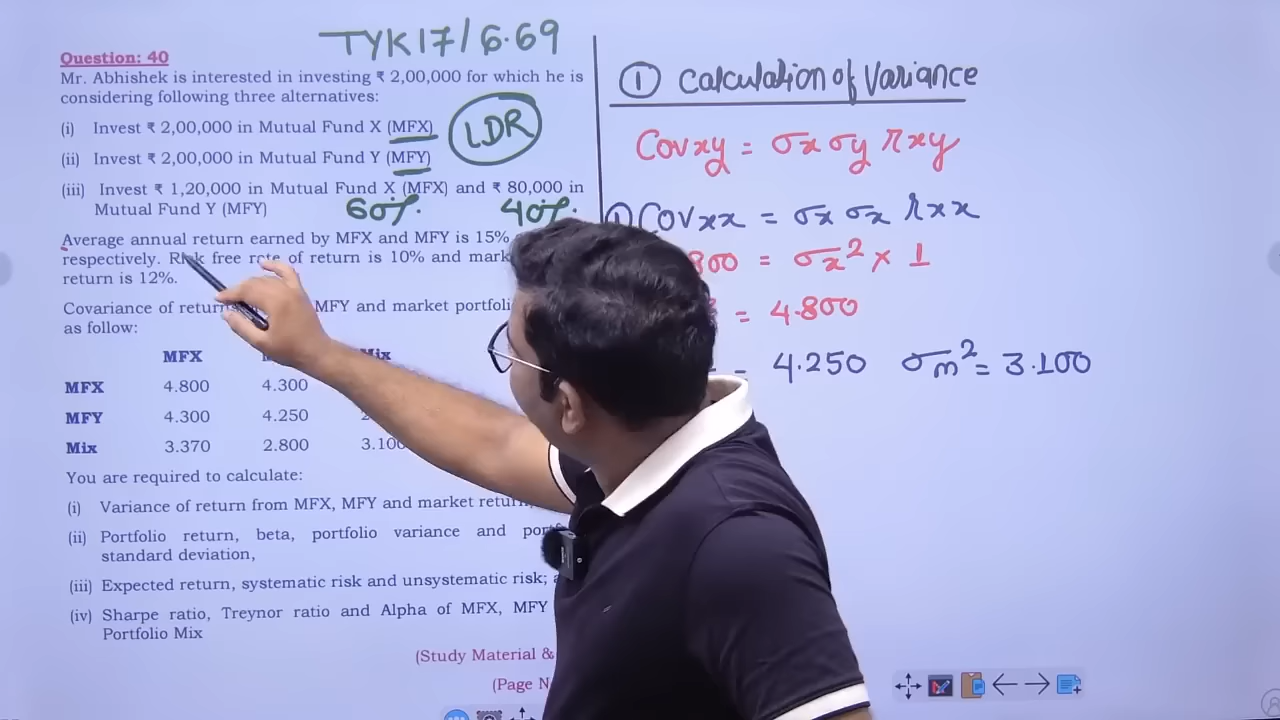 TYK17/6.69
Question: 40
Mr. Abhishek is interested in investing ₹ 2,00,000 for which he is
considering following three alternatives:
(i) Invest ₹ 2,00,000 in Mutual Fund X (MFX)
(ii) Invest ₹ 2,00,000 in Mutual Fund Y (MFY)
LDR
(iii) Invest ₹ 1,20,000 in Mutual Fund X (MFX) and ₹ 80,000 in
Mutual Fund Y (MFY)
60% 40%
Average annual return earned by MFX and MFY is 15%
respectively. Risk free rate of return is 10% and
return is 12%.
Covariance of MFY and market
as follow:
MFX
MFX 4.800 4.300
MFY 4.300 4.250
Mix 3.370 2.800 3.100
You are required to calculate:
(i) Variance of return from MFX, MFY and market
(ii) Portfolio return, beta, portfolio variance and
standard deviation,
(iii) Expected return, systematic risk and unsystematic risk;
(iv) Sharpe ratio, Treynor ratio and Alpha of MFX, MFY
Portfolio Mix
(Study Material &
(Page
① Calculation of Variance
Cov xy = σx σy rxy
Cov xx = σx σx rxx
800 = σx² × 1
= 4.800
= 4.250 σm² = 3.100